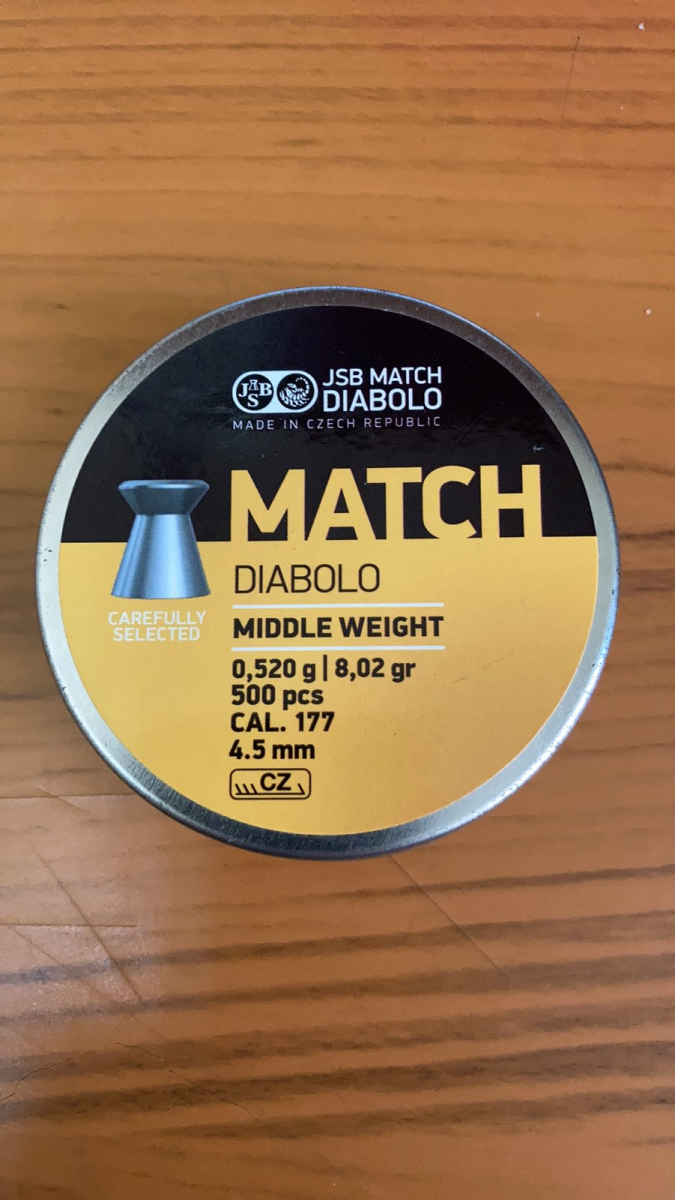 JSB
JSB MATCH
DIABOLO
MADE IN CZECH REPUBLIC
MATCH
DIABOLO
CAREFULLY
SELECTED
MIDDLE WEIGHT
0,520 g | 8,02 gr
500 pcs
CAL. 177
4.5 mm
CZ